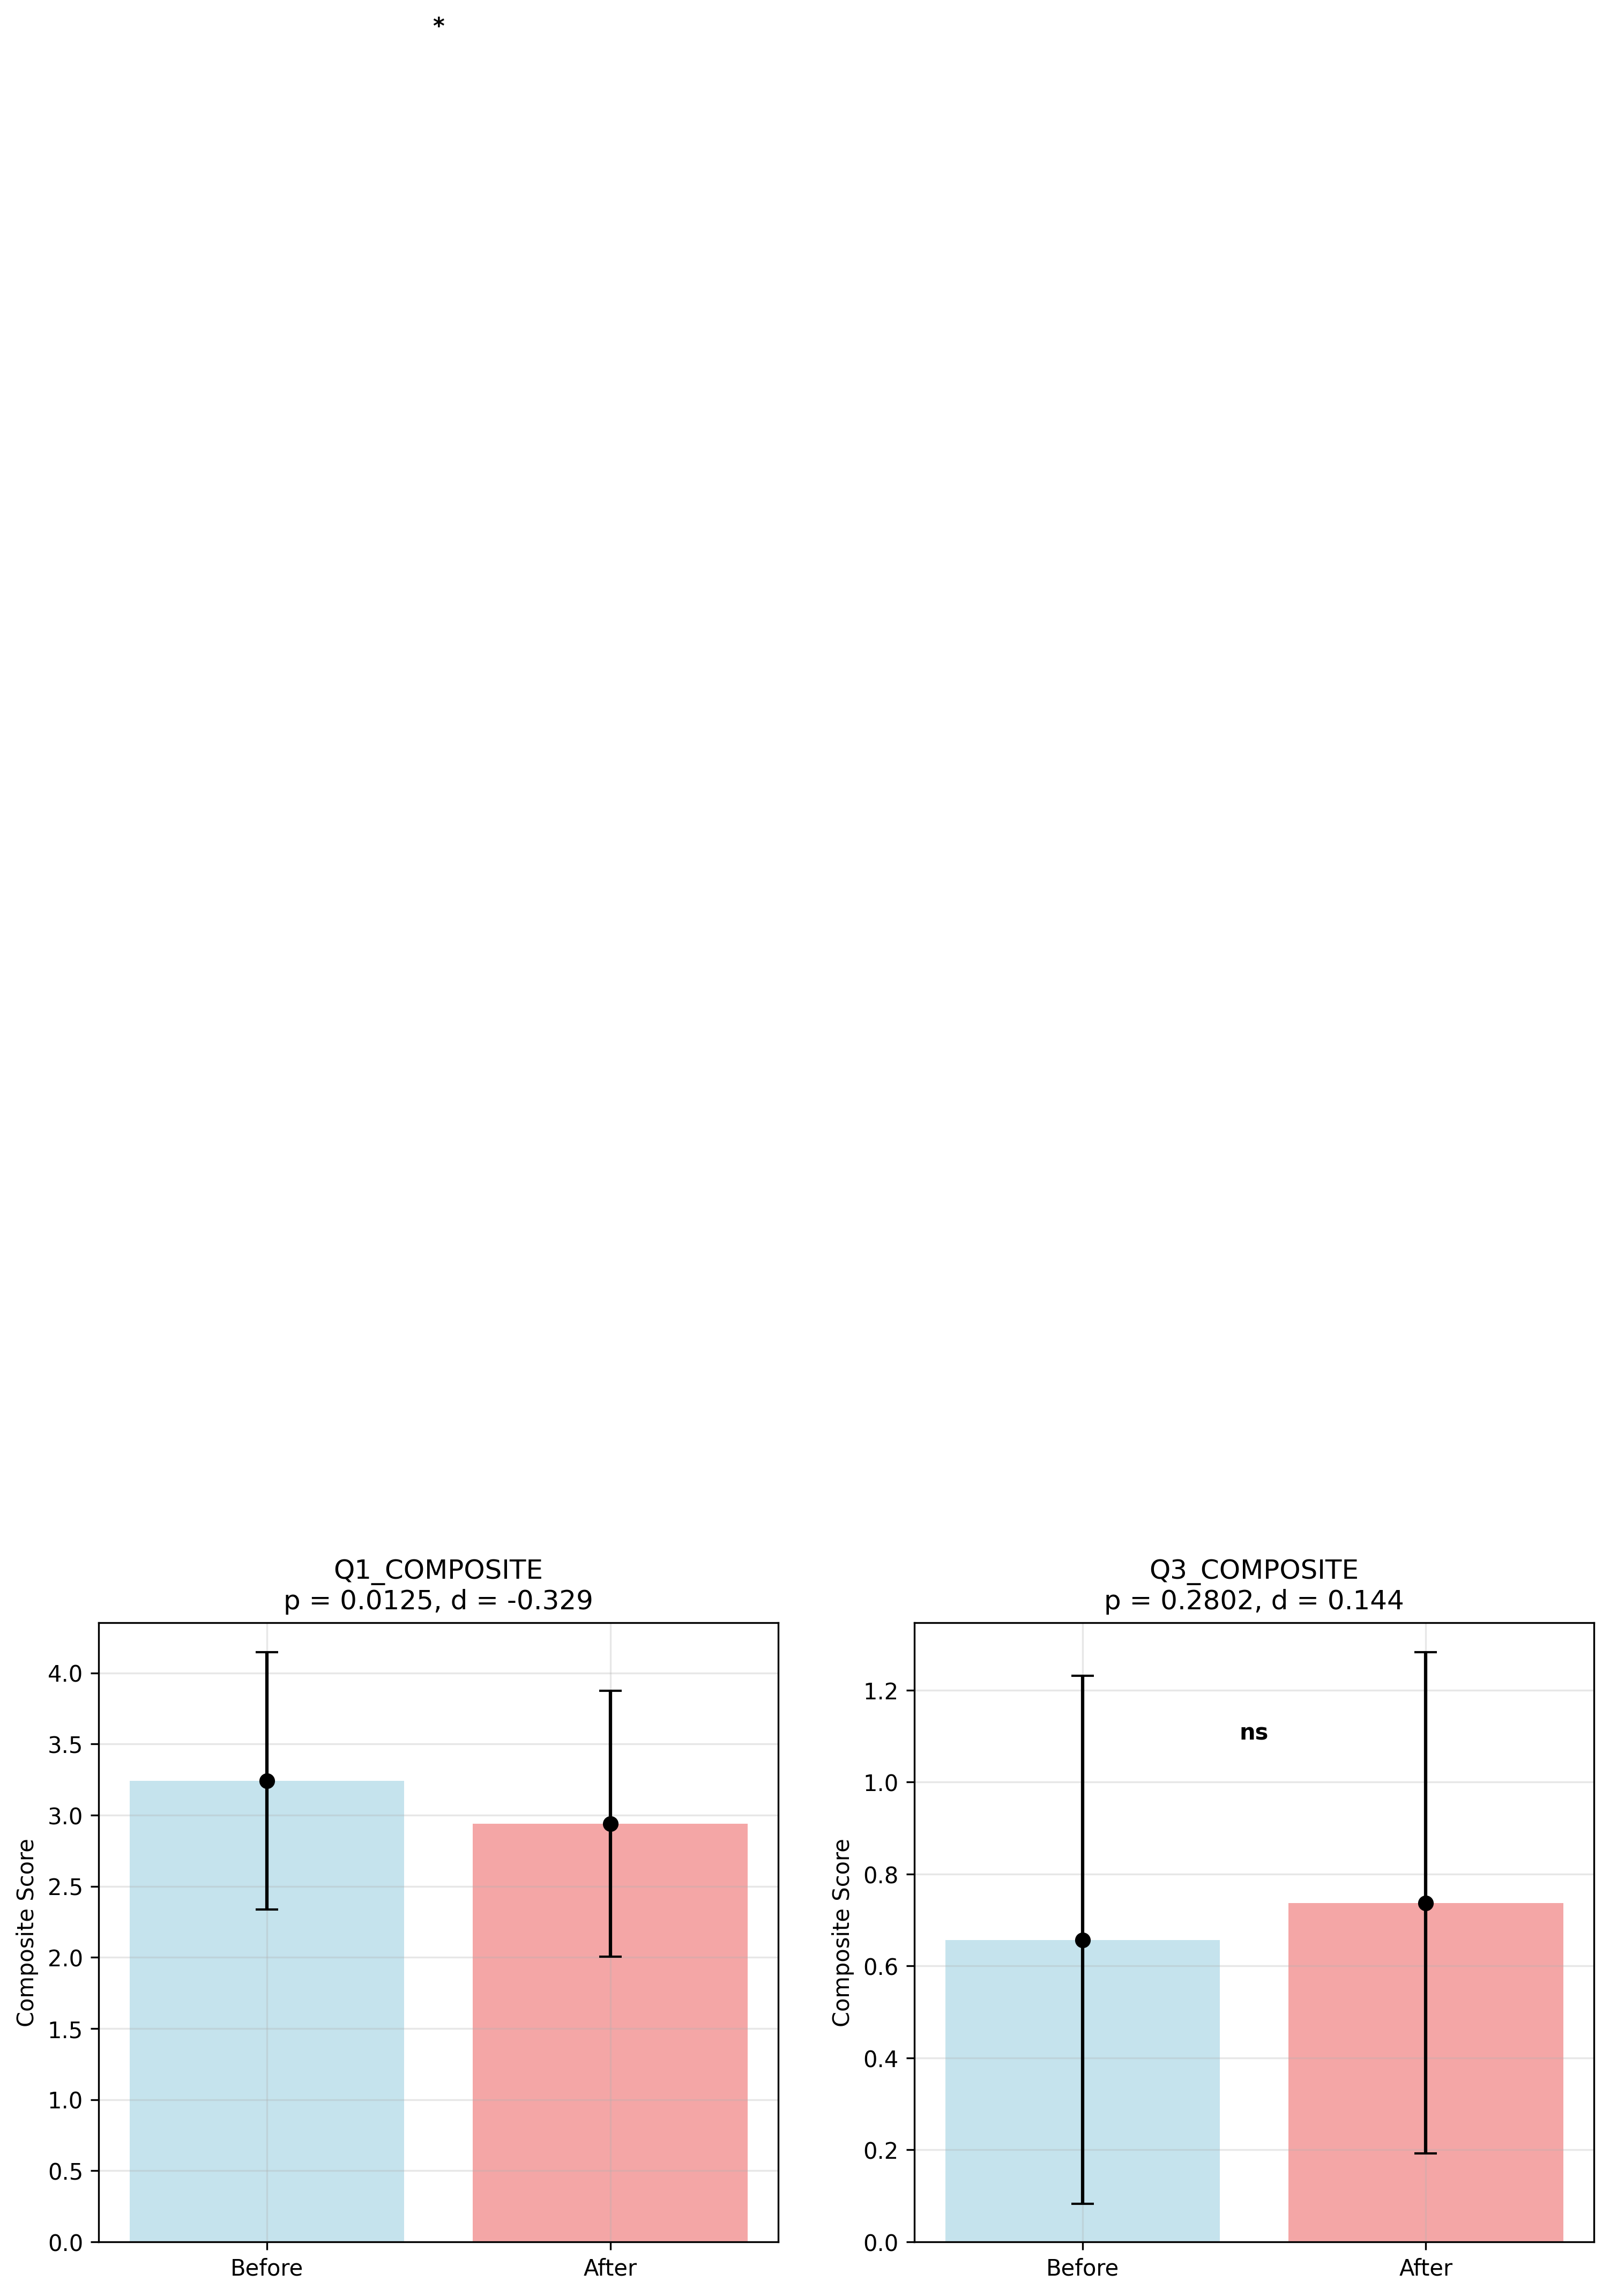 *
Q1_COMPOSITE
p = 0.0125, d = -0.329
Composite Score
4.0
3.5
3.0
2.5
2.0
1.5
1.0
0.5
0.0
Before
After
Q3_COMPOSITE
p = 0.2802, d = 0.144
ns
Composite Score
1.2
1.0
0.8
0.6
0.4
0.2
0.0
Before
After